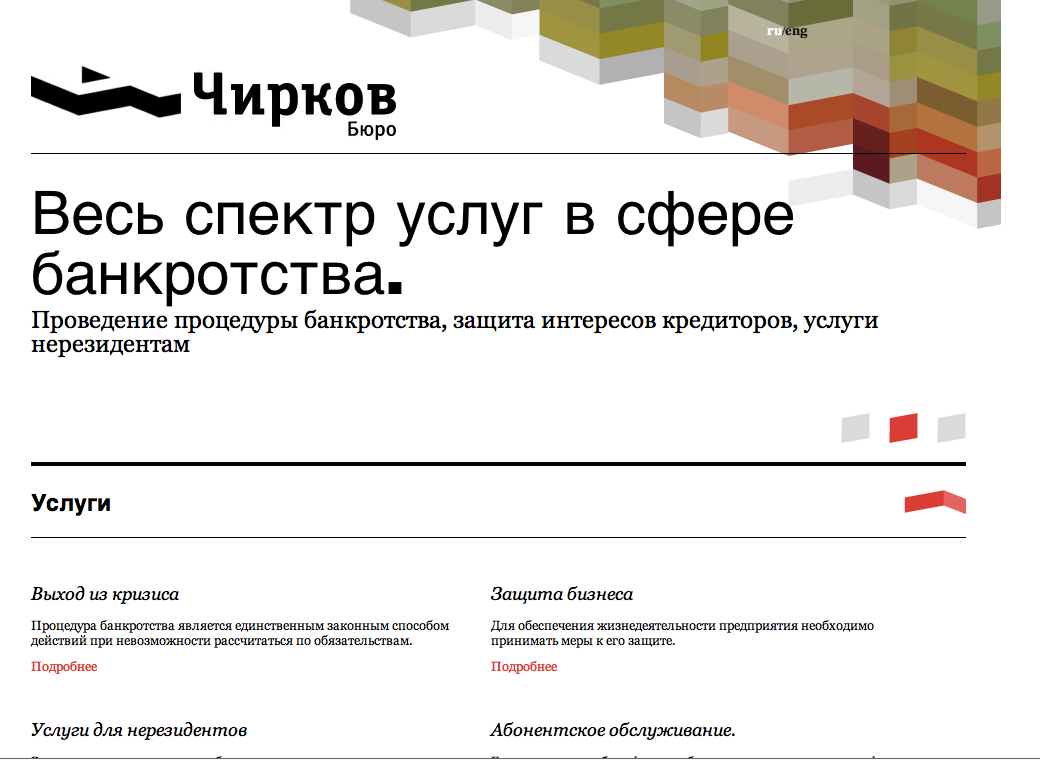 ru/eng
Чирков
Бюро
Весь спектр услуг в сфере
банкротства.
Проведение процедуры банкротства, защита интересов кредиторов, услуги
нерезидентам
Услуги
Выход из кризиса
Процедура банкротства является единственным законным способом
действий при невозможности рассчитаться по обязательствам.
Подробнее
Защита бизнеса
Для обеспечения жизнедеятельности предприятия необходимо
принимать меры к его защите.
Подробнее
Услуги для нерезидентов
Абонентское обслуживание.